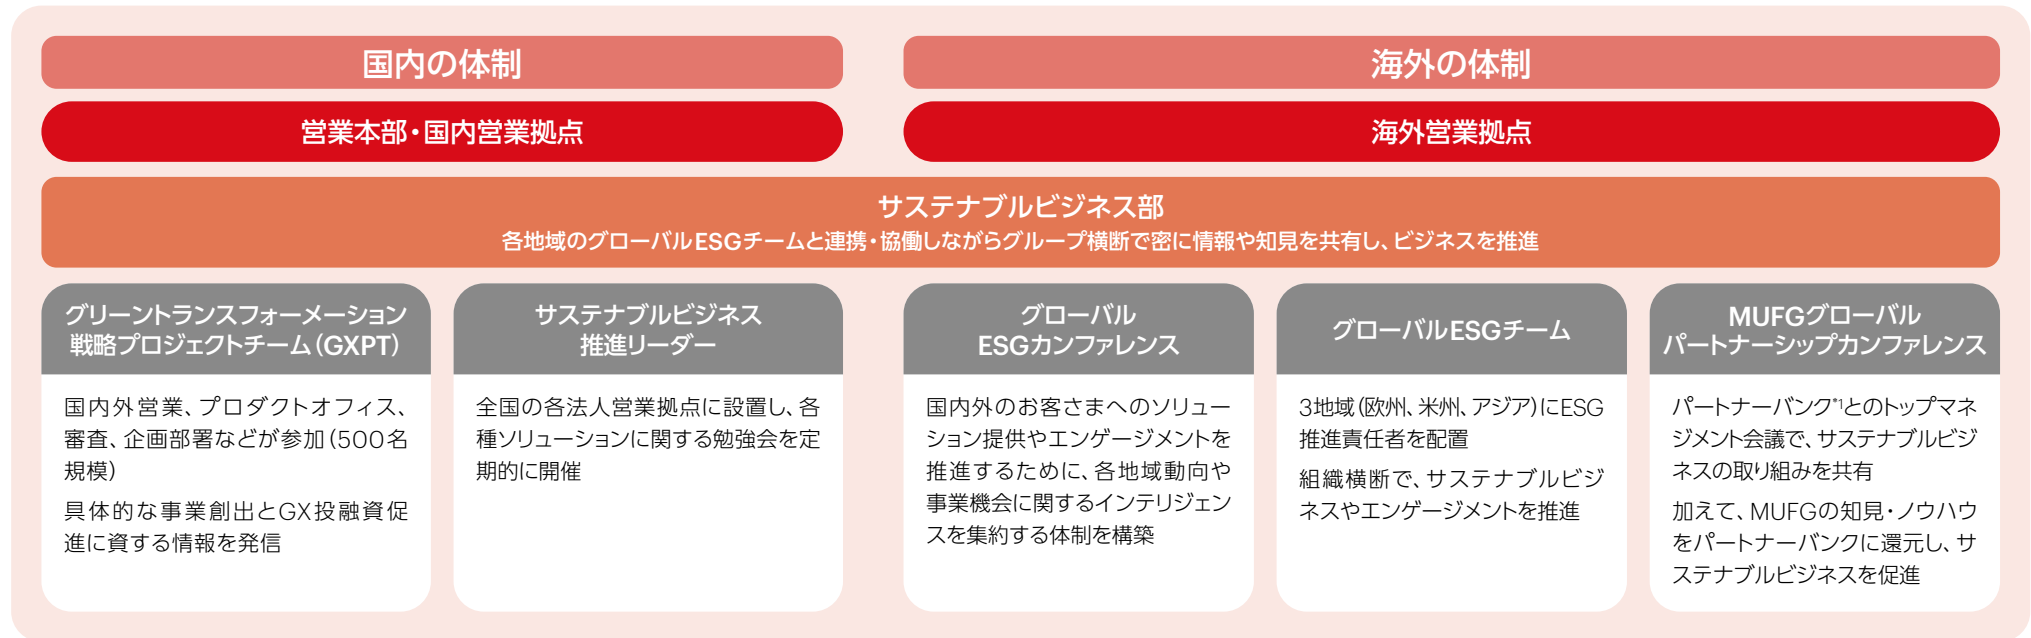 国内の体制
海外の体制
営業本部・国内営業拠点
海外営業拠点
サステナブルビジネス部
各地域のグローバルESGチームと連携・協働しながらグループ横断で密に情報や知見を共有し、ビジネスを推進
グリーントランスフォーメーション
戦略プロジェクトチーム(GXPT)
国内外営業、プロダクトオフィス、
審査、企画部署などが参加(500名
規模)
具体的な事業創出とGX投融資促
進に資する情報を発信
サステナブルビジネス
推進リーダー
全国の各法人営業拠点に設置し、各
種ソリューションに関する勉強会を定
期的に開催
グローバル
ESGカンファレンス
国内外のお客さまへのソリュー
ション提供やエンゲージメントを
推進するために、各地域動向や
事業機会に関するインテリジェン
スを集約する体制を構築
グローバルESGチーム
3地域(欧州、米州、アジア)にESG
推進責任者を配置
組織横断で、サステナブルビジ
ネスやエンゲージメントを推進
MUFGグローバル
パートナーシップカンファレンス
パートナーバンク*1とのトップマネ
ジメント会議で、サステナブルビジ
ネスの取り組みを共有
加えて、MUFGの知見・ノウハウ
をパートナーバンクに還元し、サ
ステナブルビジネスを促進